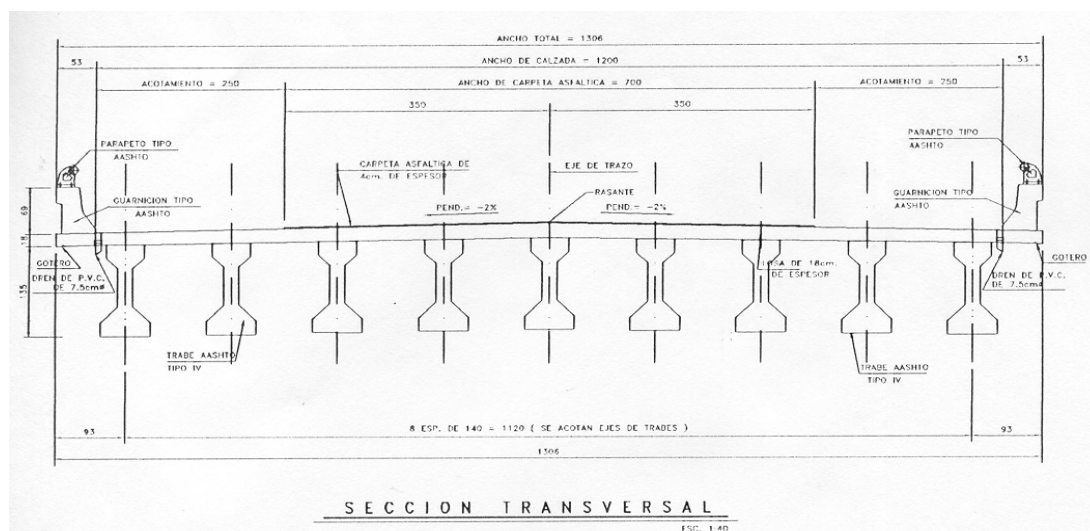 ANCHO TOTAL = 1306
53
ANCHO DE CALZADA = 1200
53
ACOTAMIENTO = 250
ANCHO DE CARPETA ASFALTICA = 700
ACOTAMIENTO = 250
350
350
PARAPETO TIPO
AASHTO
CARPETA ASFALTICA DE
4cm. DE ESPESOR
EJE DE TRAZO
PARAPETO TIPO
AASHTO
RASANTE
GUARNICION TIPO
AASHTO
PEND.= -2%
PEND.= -2%
GUARNICION TIPO
AASHTO
69
18
135
GOTERO
DREN DE P.V.C.
DE 7.5cmø
LOSA DE 18cm.
DE ESPESOR
GOTERO
DREN DE P.V.C.
DE 7.5cmø
TRABE AASHTO
TIPO IV
TRABE AASHTO
TIPO IV
93
8 ESP. DE 140 = 1120 ( SE ACOTAN EJES DE TRABES )
93
1306
SECCION TRANSVERSAL
ESC. 1:40